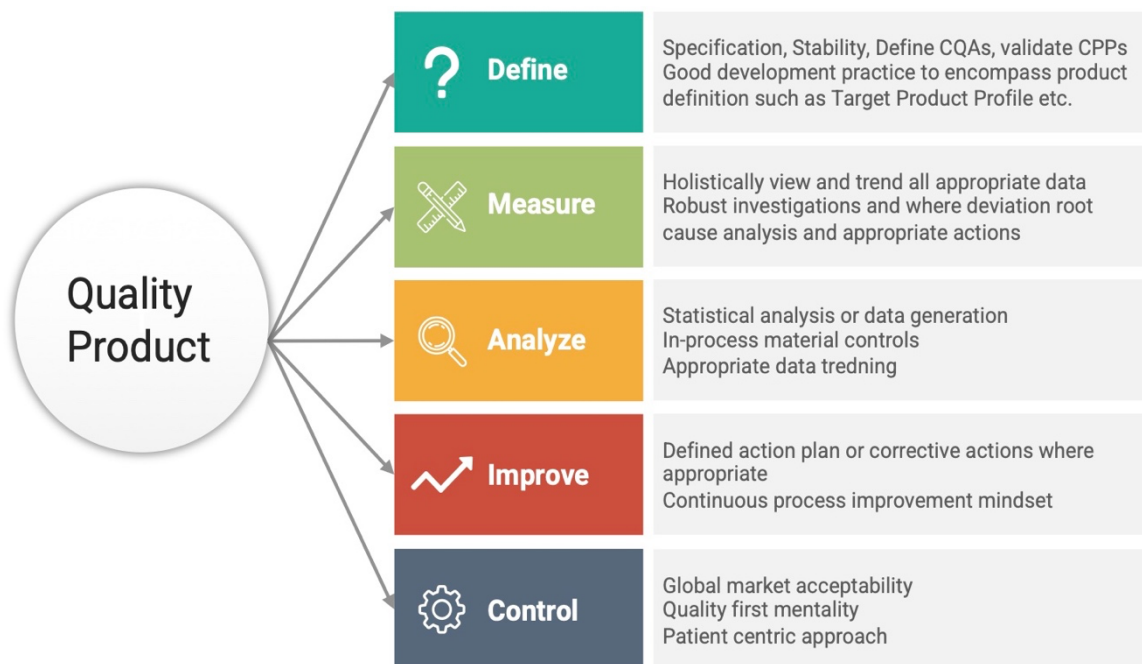 Quality
Product
Define
Specification, Stability, Define CQAs, validate CPPs
Good development practice to encompass product
definition such as Target Product Profile etc.
Measure
Holistically view and trend all appropriate data
Robust investigations and where deviation root
cause analysis and appropriate actions
Analyze
Statistical analysis or data generation
In-process material controls
Appropriate data tredning
Improve
Defined action plan or corrective actions where
appropriate
Continuous process improvement mindset
Control
Global market acceptability
Quality first mentality
Patient centric approach